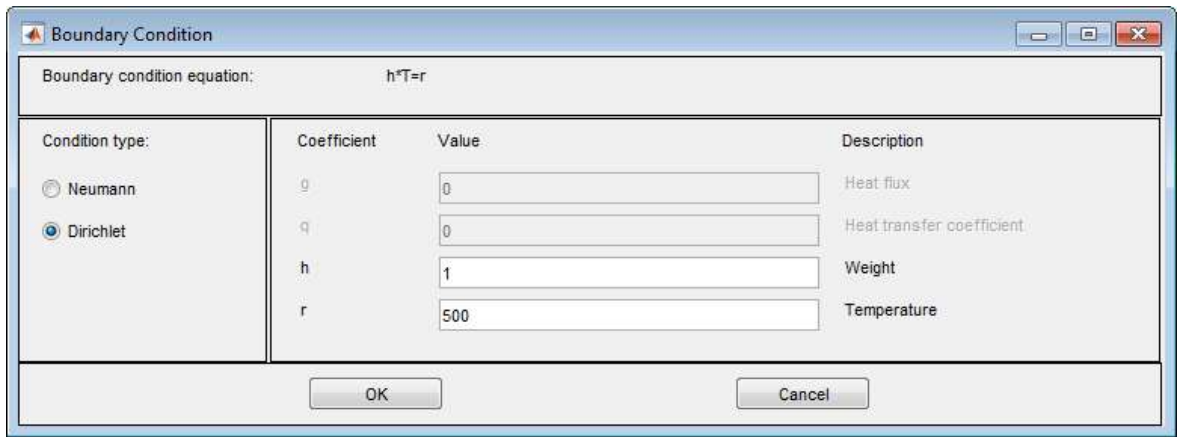 Boundary Condition
Boundary condition equation: h*T=r
Condition type:
Neumann
Dirichlet
Coefficient Value Description
g 0 Heat flux
q 0 Heat transfer coefficient
h 1 Weight
r 500 Temperature
OK Cancel